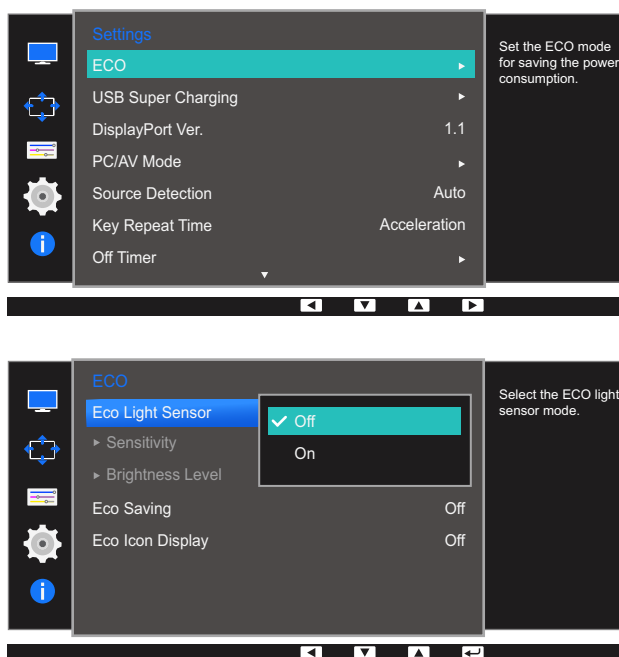 Settings
ECO
USB Super Charging
DisplayPort Ver. 1.1
PC/AV Mode
Source Detection Auto
Key Repeat Time Acceleration
Off Timer
Set the ECO mode
for saving the power
consumption.
ECO
Eco Light Sensor
Off
On
Sensitivity
Brightness Level
Eco Saving Off
Eco Icon Display Off
Select the ECO light
sensor mode.